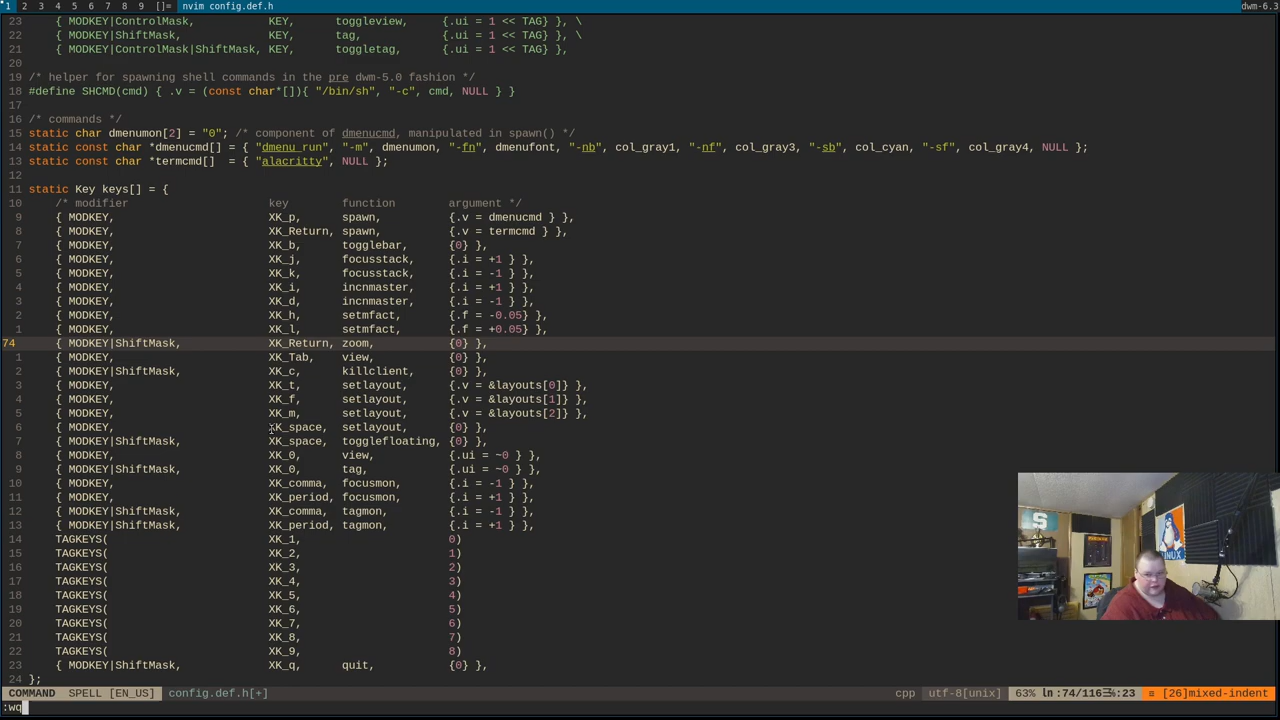 1 2 3 4 5 6 7 8 9 []= nvim config.def.h dwm-6.3
23 { MODKEY|ControlMask, KEY, toggleview, {.ui = 1 << TAG} }, \
22 { MODKEY|ShiftMask, KEY, tag, {.ui = 1 << TAG} }, \
21 { MODKEY|ControlMask|ShiftMask, KEY, toggletag, {.ui = 1 << TAG} },
20
19 /* helper for spawning shell commands in the pre dwm-5.0 fashion */
18 #define SHCMD(cmd) { .v = (const char*[]){ "/bin/sh", "-c", cmd, NULL } }
17
16 /* commands */
15 static char dmenumon[2] = "0"; /* component of dmenucmd, manipulated in spawn() */
14 static const char *dmenucmd[] = { "dmenu_run", "-m", dmenumon, "-fn", dmenufont, "-nb", col_gray1, "-nf", col_gray3, "-sb", col_cyan, "-sf", col_gray4, NULL };
13 static const char *termcmd[] = { "alacritty", NULL };
12
11 static Key keys[] = {
10 /* modifier key function argument */
9 { MODKEY, XK_p, spawn, {.v = dmenucmd } },
8 { MODKEY, XK_Return, spawn, {.v = termcmd } },
7 { MODKEY, XK_b, togglebar, {0} },
6 { MODKEY, XK_j, focusstack, {.i = +1 } },
5 { MODKEY, XK_k, focusstack, {.i = -1 } },
4 { MODKEY, XK_i, incnmaster, {.i = +1 } },
3 { MODKEY, XK_d, incnmaster, {.i = -1 } },
2 { MODKEY, XK_h, setmfact, {.f = -0.05} },
1 { MODKEY, XK_l, setmfact, {.f = +0.05} },
74 { MODKEY|ShiftMask, XK_Return, zoom, {0} },
1 { MODKEY, XK_Tab, view, {0} },
2 { MODKEY|ShiftMask, XK_c, killclient, {0} },
3 { MODKEY, XK_t, setlayout, {.v = &layouts[0]} },
4 { MODKEY, XK_f, setlayout, {.v = &layouts[1]} },
5 { MODKEY, XK_m, setlayout, {.v = &layouts[2]} },
6 { MODKEY, XK_space, setlayout, {0} },
7 { MODKEY|ShiftMask, XK_space, togglefloating, {0} },
8 { MODKEY, XK_0, view, {.ui = ~0 } },
9 { MODKEY|ShiftMask, XK_0, tag, {.ui = ~0 } },
10 { MODKEY, XK_comma, focusmon, {.i = -1 } },
11 { MODKEY, XK_period, focusmon, {.i = +1 } },
12 { MODKEY|ShiftMask, XK_comma, tagmon, {.i = -1 } },
13 { MODKEY|ShiftMask, XK_period, tagmon, {.i = +1 } },
14 TAGKEYS( XK_1, 0)
15 TAGKEYS( XK_2, 1)
16 TAGKEYS( XK_3, 2)
17 TAGKEYS( XK_4, 3)
18 TAGKEYS( XK_5, 4)
19 TAGKEYS( XK_6, 5)
20 TAGKEYS( XK_7, 6)
21 TAGKEYS( XK_8, 7)
22 TAGKEYS( XK_9, 8)
23 { MODKEY|ShiftMask, XK_q, quit, {0} },
24 };
COMMAND SPELL [EN_US] config.def.h[+] cpp utf-8[unix] 63% ln :74/116☰℅:23 ≡ [26]mixed-indent
:wq
S
LINUX